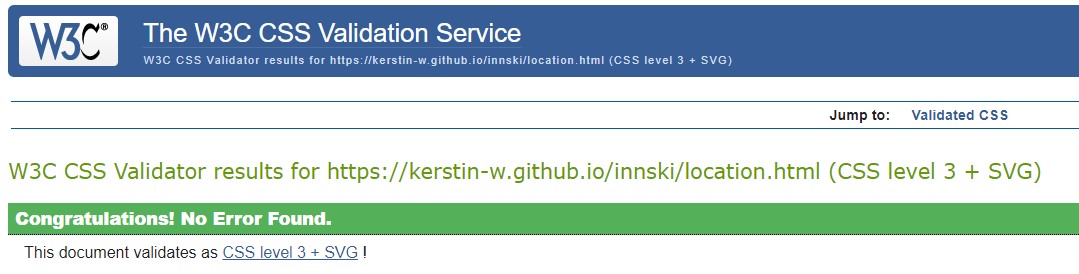 W3C®
The W3C CSS Validation Service
W3C CSS Validator results for https://kerstin-w.github.io/innski/location.html (CSS level 3 + SVG)
Jump to: Validated CSS
W3C CSS Validator results for https://kerstin-w.github.io/innski/location.html (CSS level 3 + SVG)
Congratulations! No Error Found.
This document validates as CSS level 3 + SVG !